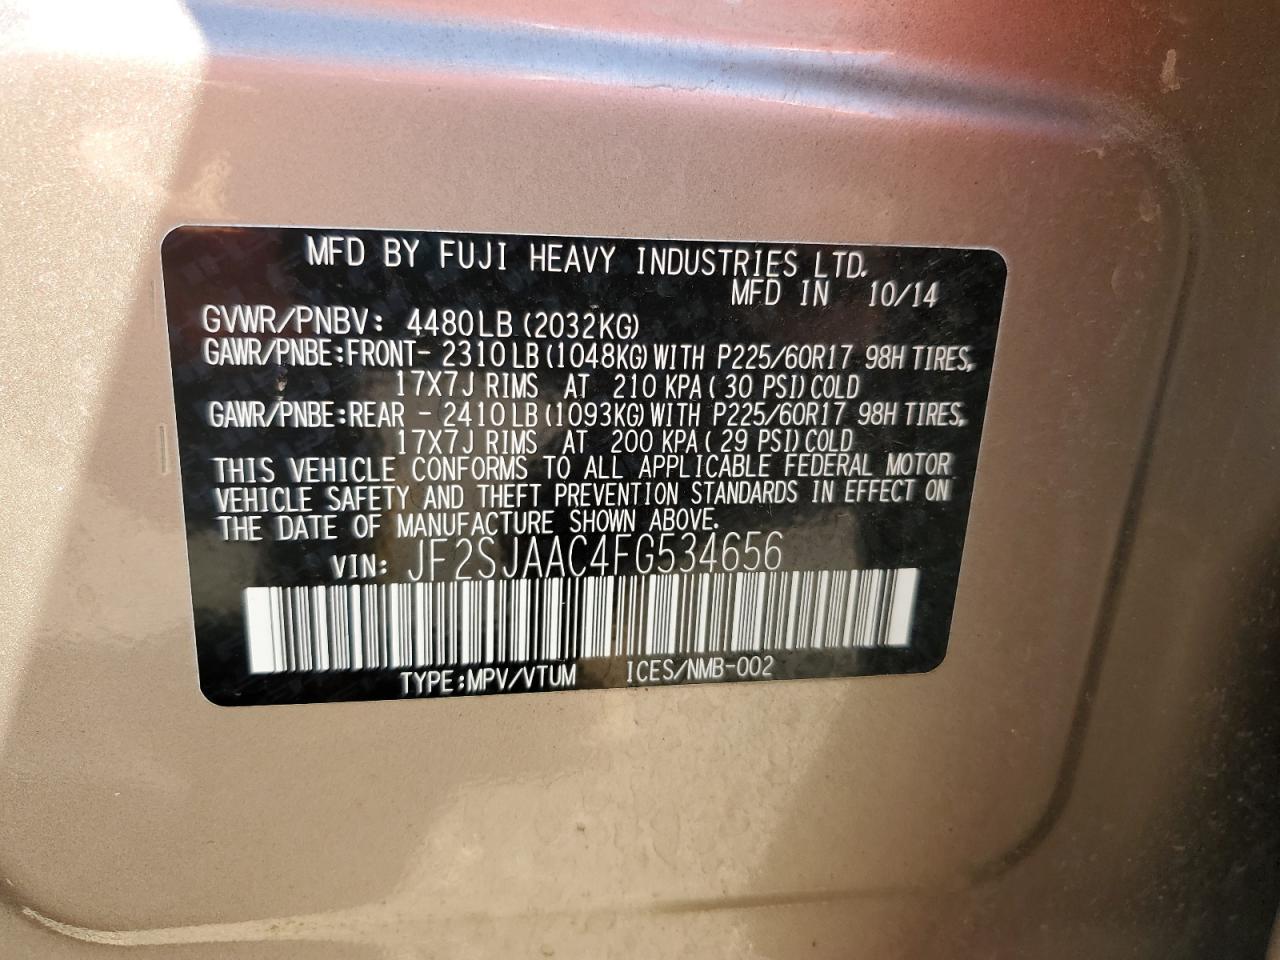 MFD BY FUJI HEAVY INDUSTRIES LTD.
MFD IN 10/14
GVWR/PNBV: 4480LB (2032KG)
GAWR/PNBE:FRONT- 2310LB (1048KG) WITH P225/60R17 98H TIRES,
17X7J RIMS AT 210 KPA ( 30 PSI) COLD
GAWR/PNBE:REAR - 2410LB (1093KG) WITH P225/60R17 98H TIRES,
17X7J RIMS AT 200 KPA ( 29 PSI) COLD
THIS VEHICLE CONFORMS TO ALL APPLICABLE FEDERAL MOTOR
VEHICLE SAFETY AND THEFT PREVENTION STANDARDS IN EFFECT ON
THE DATE OF MANUFACTURE SHOWN ABOVE.
VIN: JF2SJAAC4FG534656
TYPE:MPV/VTUM ICES/NMB-002